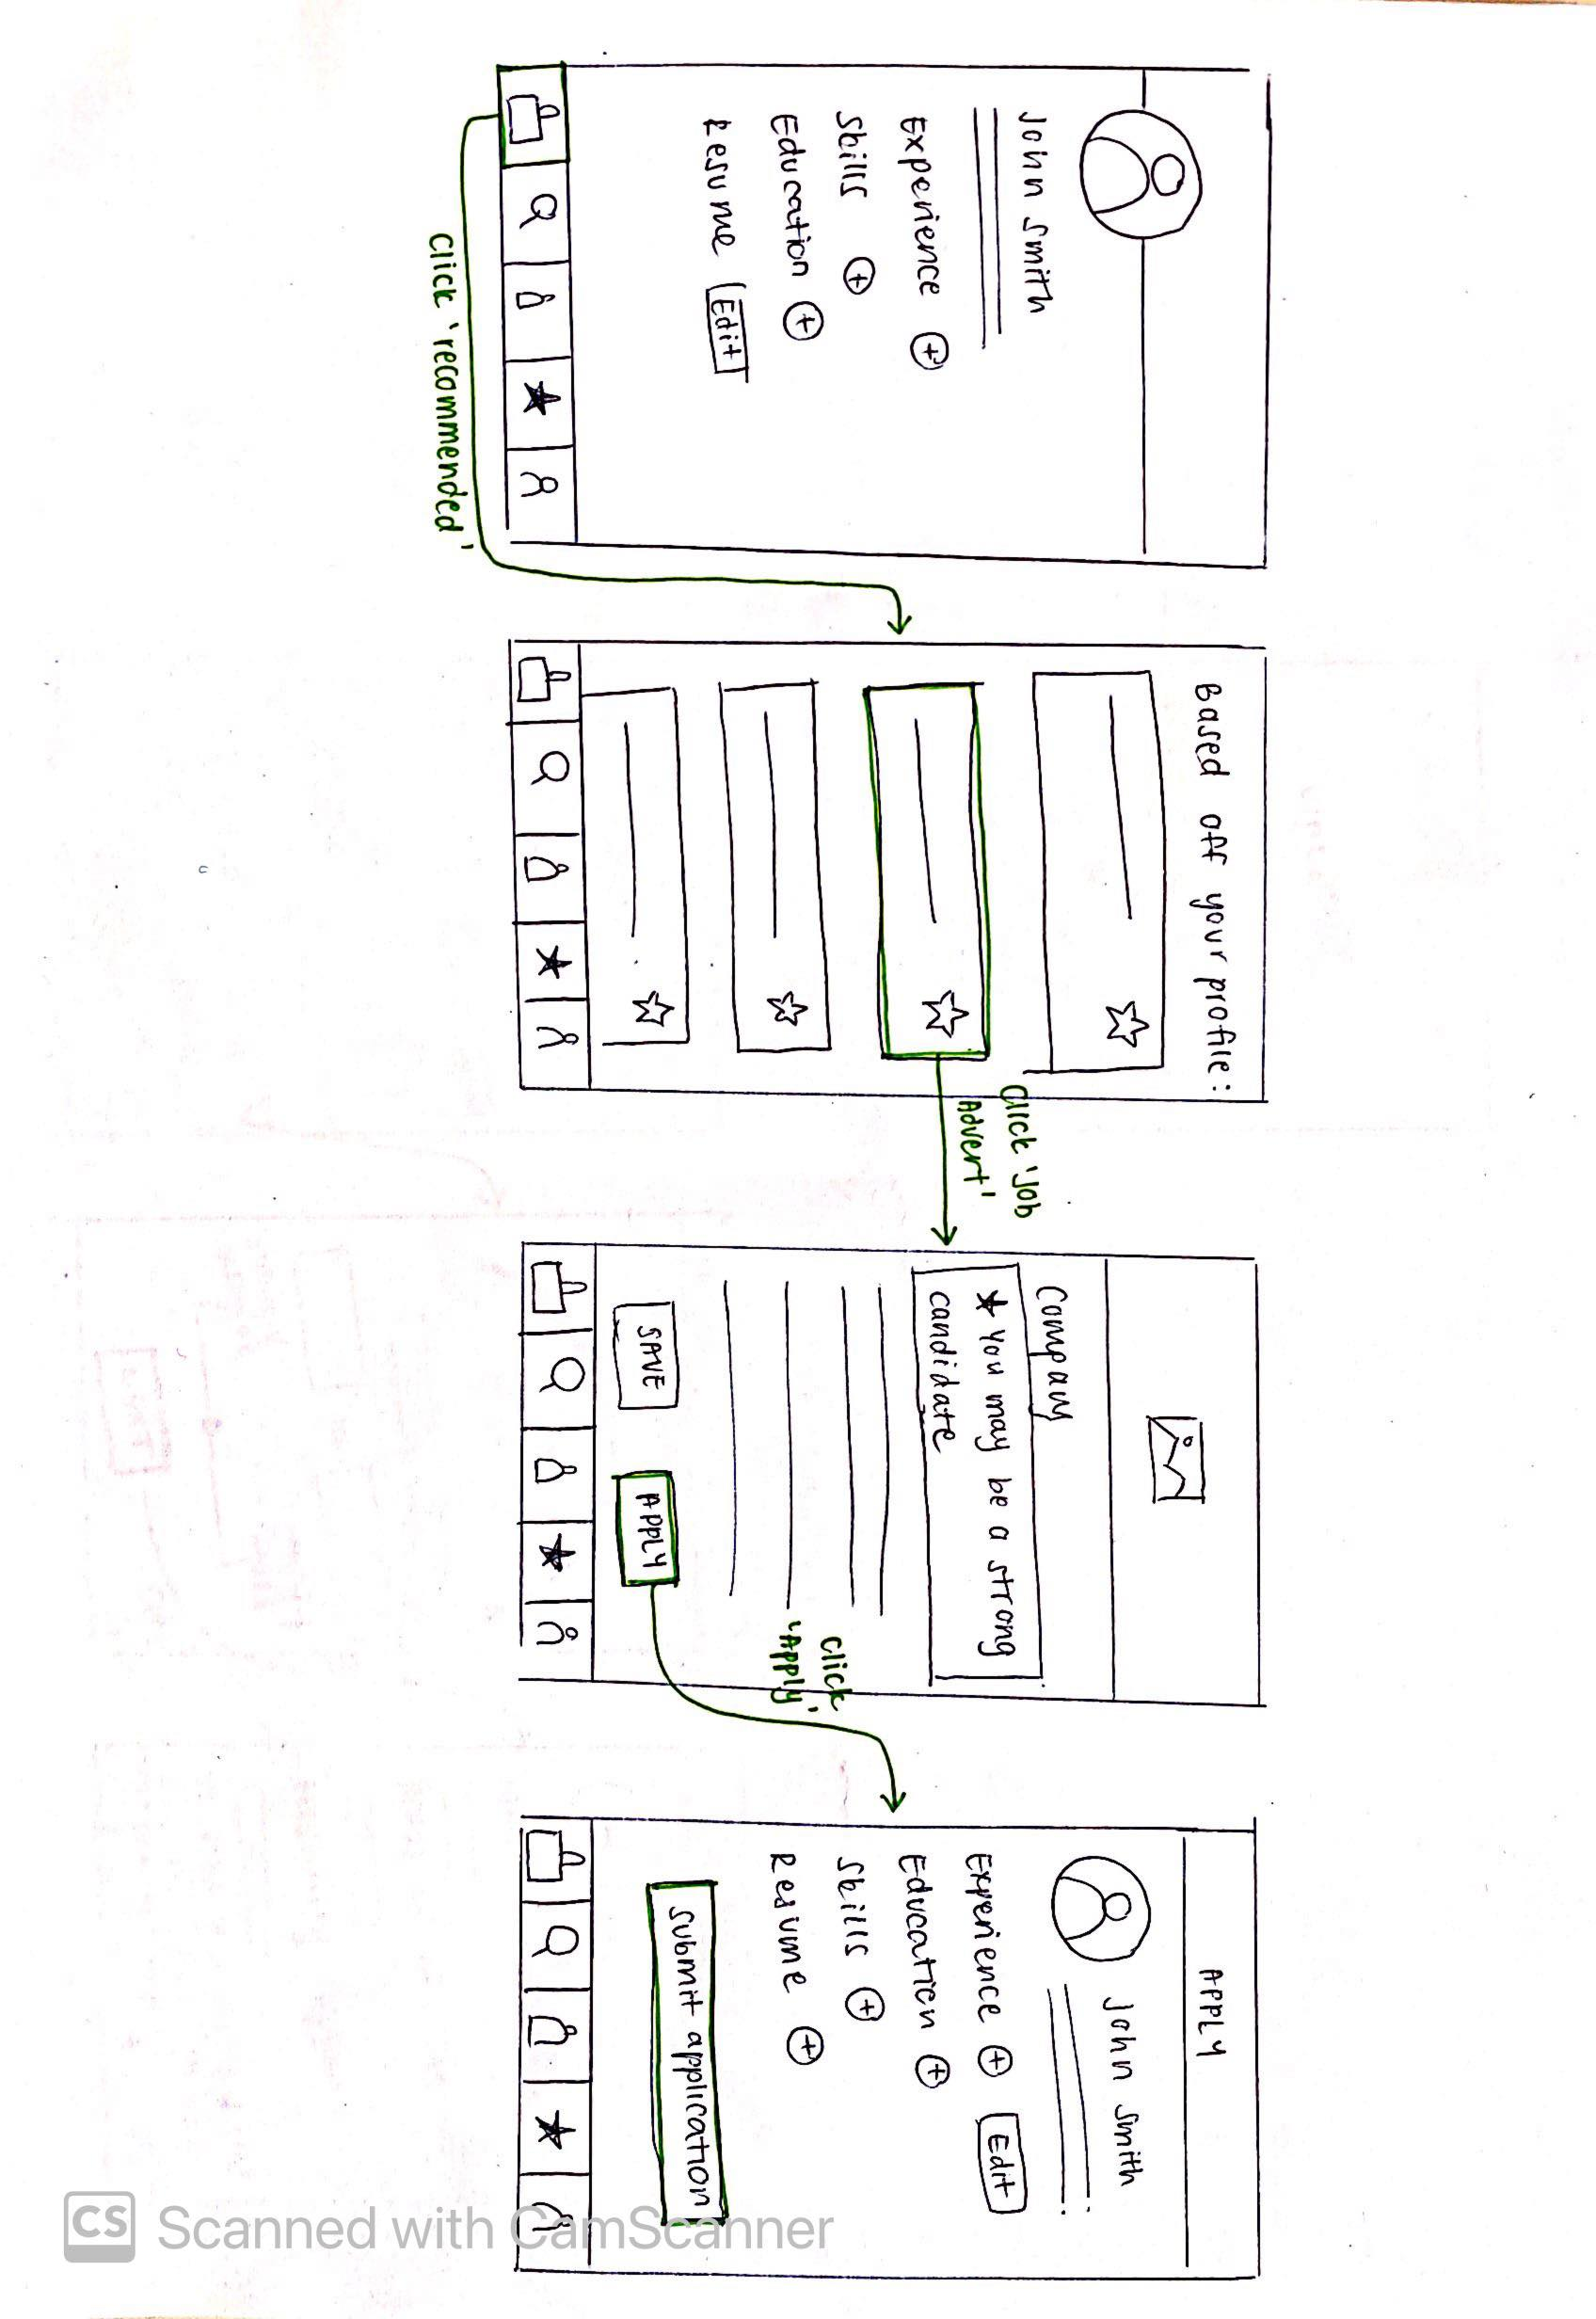 John Smith
Experience +
Skills +
Education +
Resume Edit
Click 'recommended'
Based off your profile:
Click 'Job
Advert'
Company
★ You may be a strong
candidate
SAVE
APPLY
Click
'Apply'
APPLY
John Smith
Experience + Edit
Education +
Skills +
Resume +
Submit application
CS Scanned with CamScanner